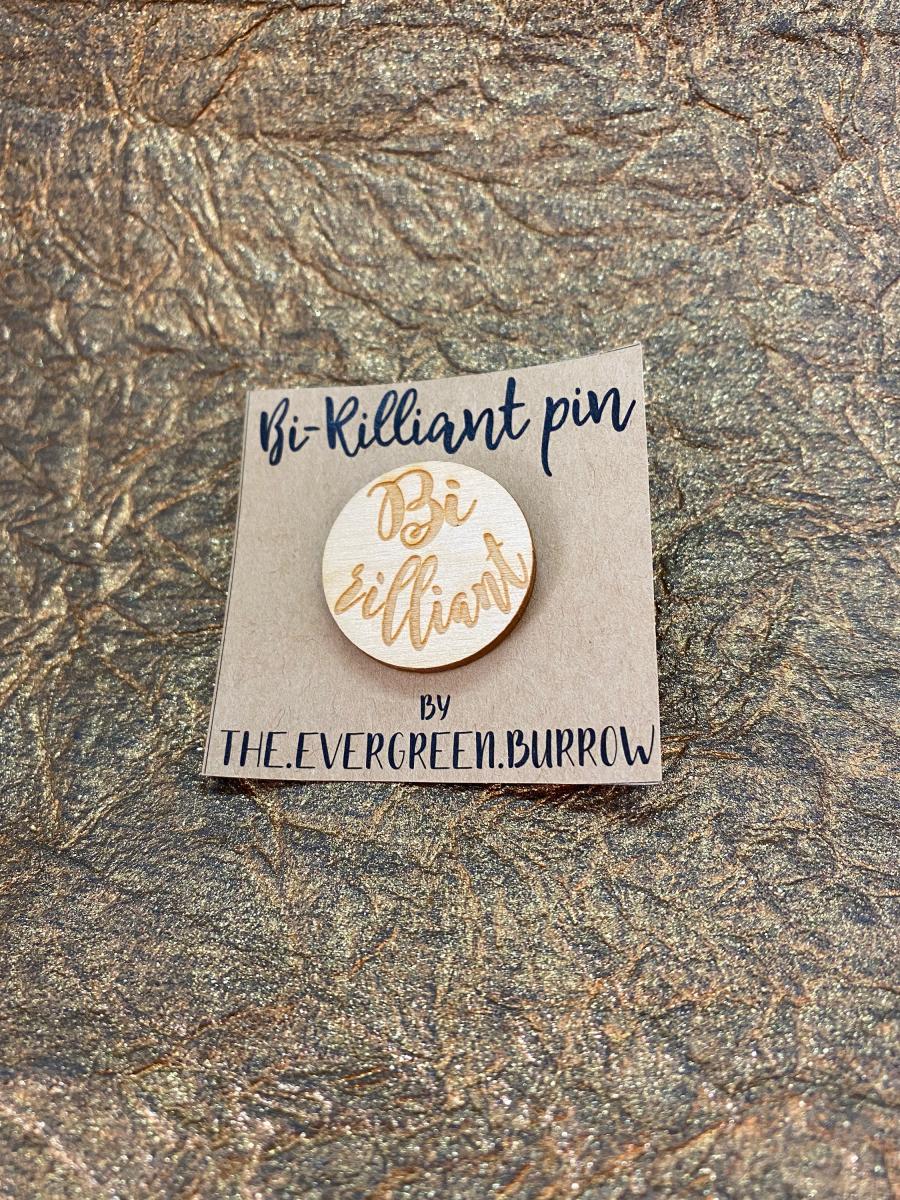 Bi-Rilliant pin
Bi
rilliant
BY
THE.EVERGREEN.BURROW